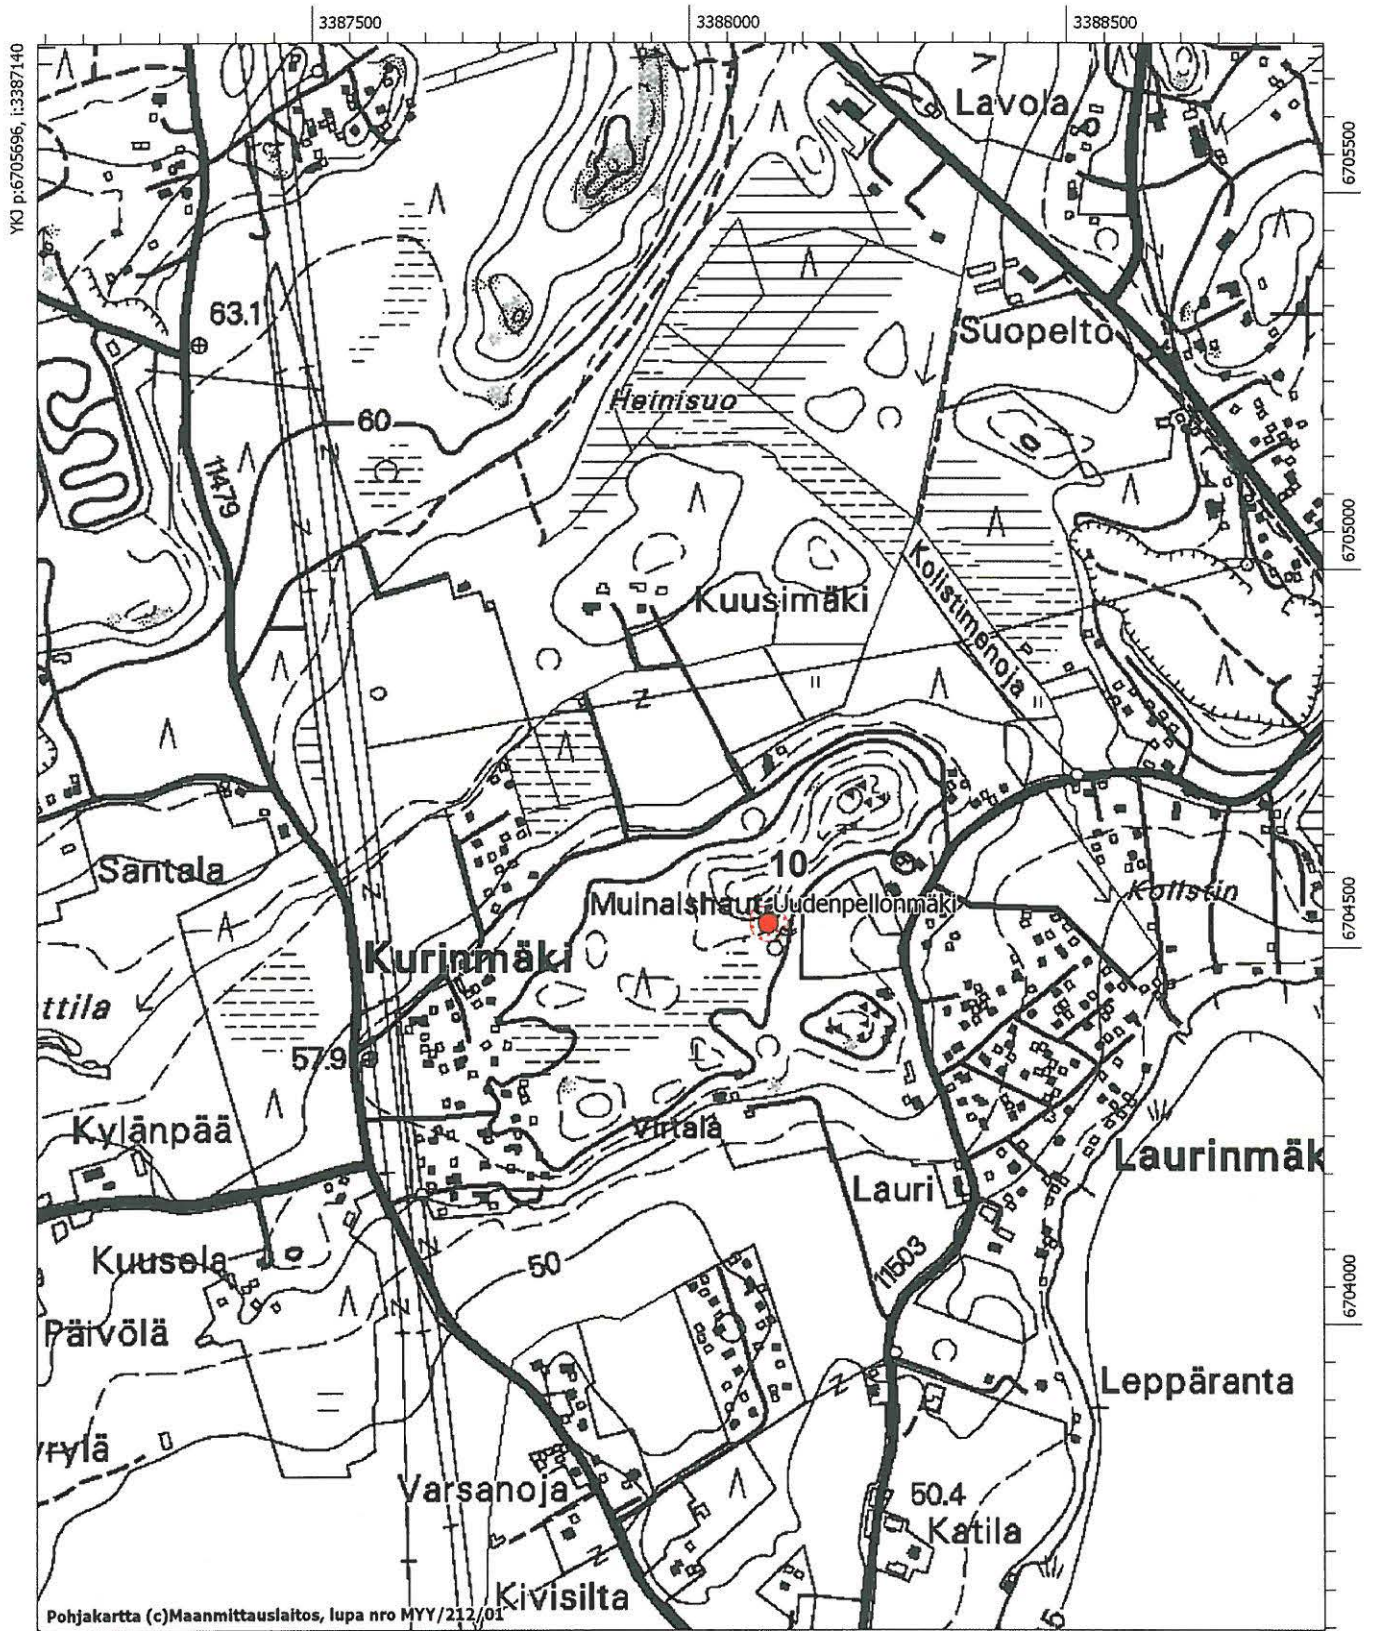 3387500
3388000
3388500
YKJ p:6705696, i:3387140
Lavola
6705500
63.1
Suopelto
Heinisuo
60
11479
6705000
Kolistimenoja
Kuusimäki
P
Santala
10
Muinaishaut
Uudenpellonmäki
Kolistin
6704500
Kurinmäki
ttila
57.9
Kylänpää
Virtala
Laurinmäk
Lauri
Kuusela
50
11503
6704000
Päivölä
Leppäranta
yrylä
Varsanoja
50.4
Katila
Kivisilta
Pohjakartta (c)Maanmittauslaitos, lupa nro MYY/212/01